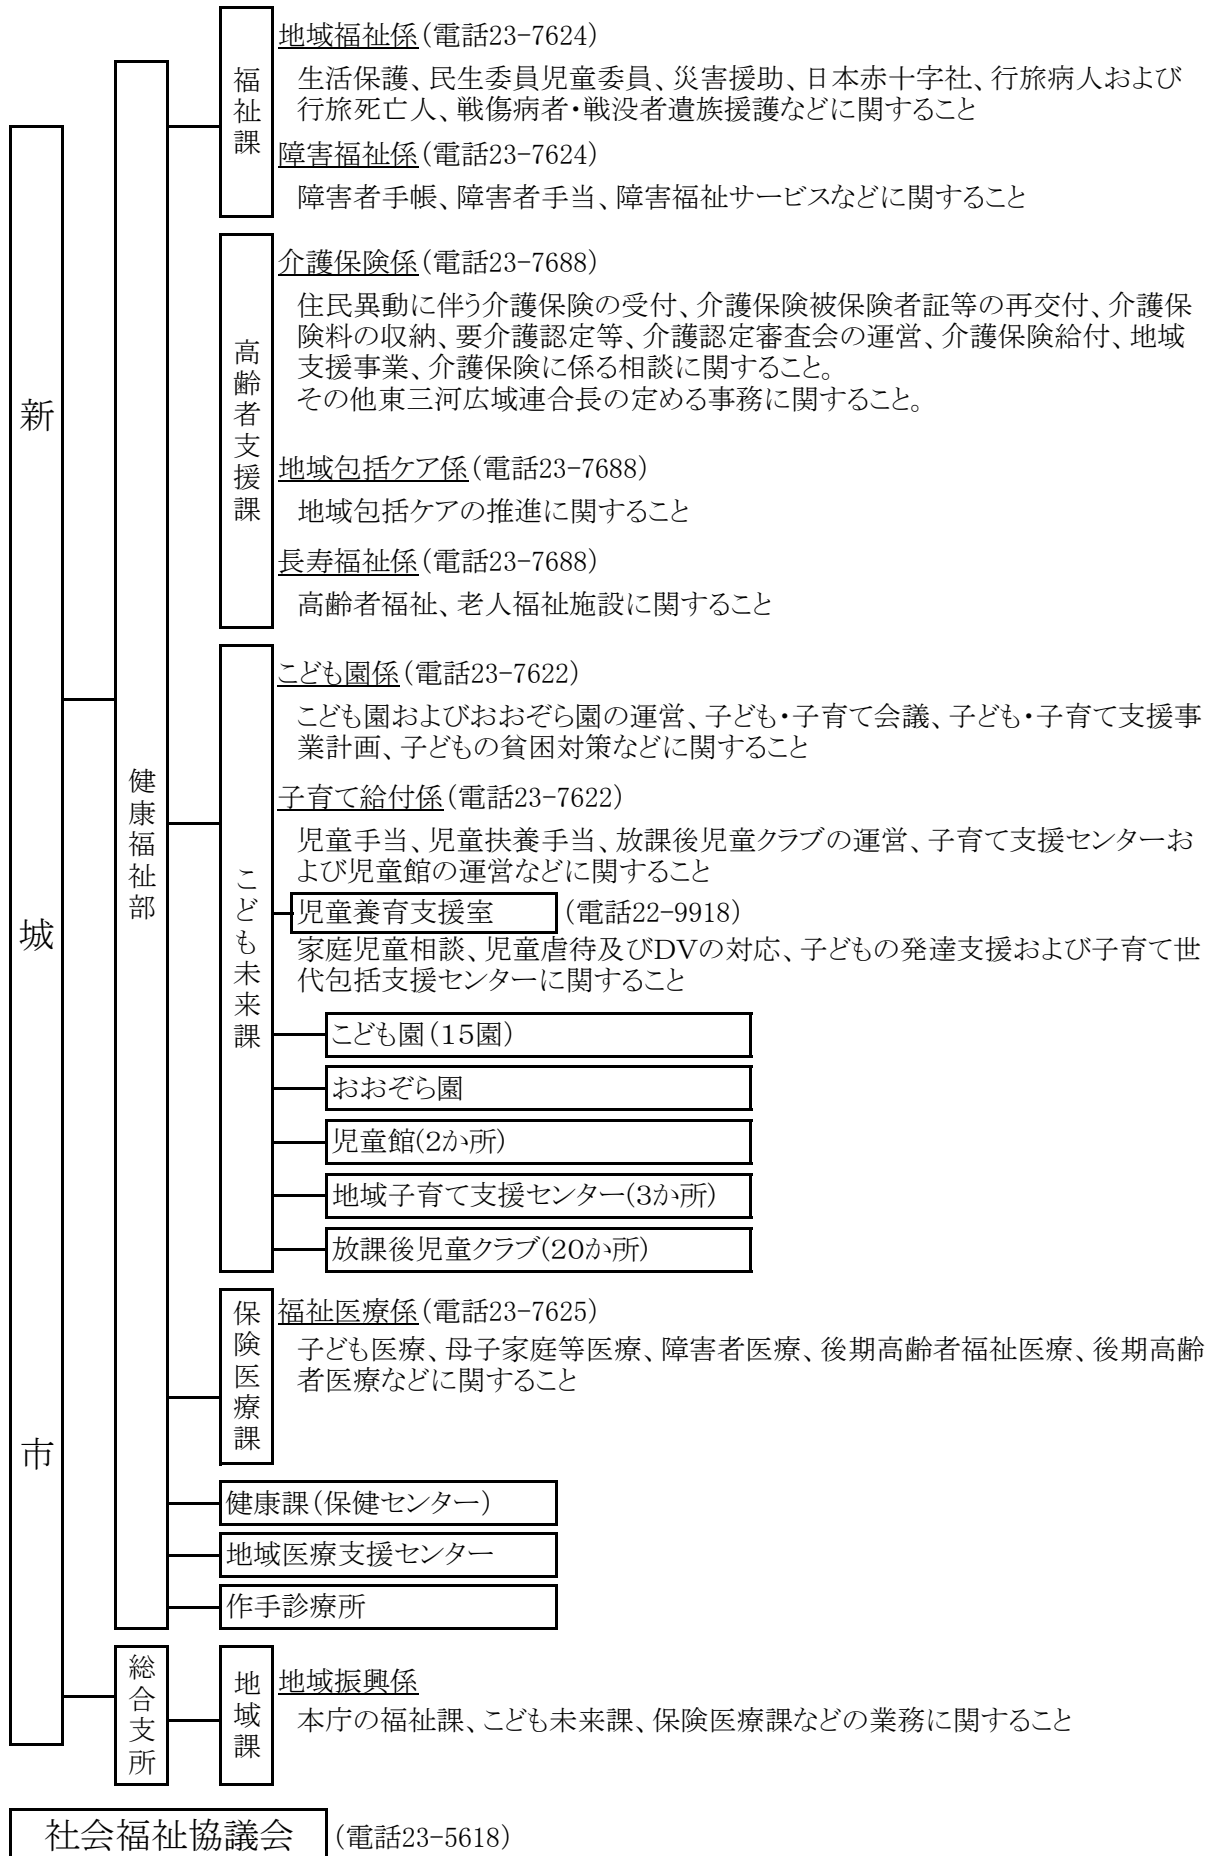 新城市
健康福祉部
福祉課
地域福祉係(電話23-7624)
生活保護、民生委員児童委員、災害援助、日本赤十字社、行旅病人および
行旅死亡人、戦傷病者・戦没者遺族援護などに関すること
障害福祉係(電話23-7624)
障害者手帳、障害者手当、障害福祉サービスなどに関すること
高齢者支援課
介護保険係(電話23-7688)
住民異動に伴う介護保険の受付、介護保険被保険者証等の再交付、介護保
険料の収納、要介護認定等、介護認定審査会の運営、介護保険給付、地域
支援事業、介護保険に係る相談に関すること。
その他東三河広域連合長の定める事務に関すること。
地域包括ケア係(電話23-7688)
地域包括ケアの推進に関すること
長寿福祉係(電話23-7688)
高齢者福祉、老人福祉施設に関すること
こども未来課
こども園係(電話23-7622)
こども園およびおおぞら園の運営、子ども・子育て会議、子ども・子育て支援事
業計画、子どもの貧困対策などに関すること
子育て給付係(電話23-7622)
児童手当、児童扶養手当、放課後児童クラブの運営、子育て支援センターお
よび児童館の運営などに関すること
児童養育支援室 (電話22-9918)
家庭児童相談、児童虐待及びDVの対応、子どもの発達支援および子育て世
代包括支援センターに関すること
こども園(15園)
おおぞら園
児童館(2か所)
地域子育て支援センター(3か所)
放課後児童クラブ(20か所)
保険医療課
福祉医療係(電話23-7625)
子ども医療、母子家庭等医療、障害者医療、後期高齢者福祉医療、後期高齢
者医療などに関すること
健康課(保健センター)
地域医療支援センター
作手診療所
総合支所
地域課
地域振興係
本庁の福祉課、こども未来課、保険医療課などの業務に関すること
社会福祉協議会 (電話23-5618)